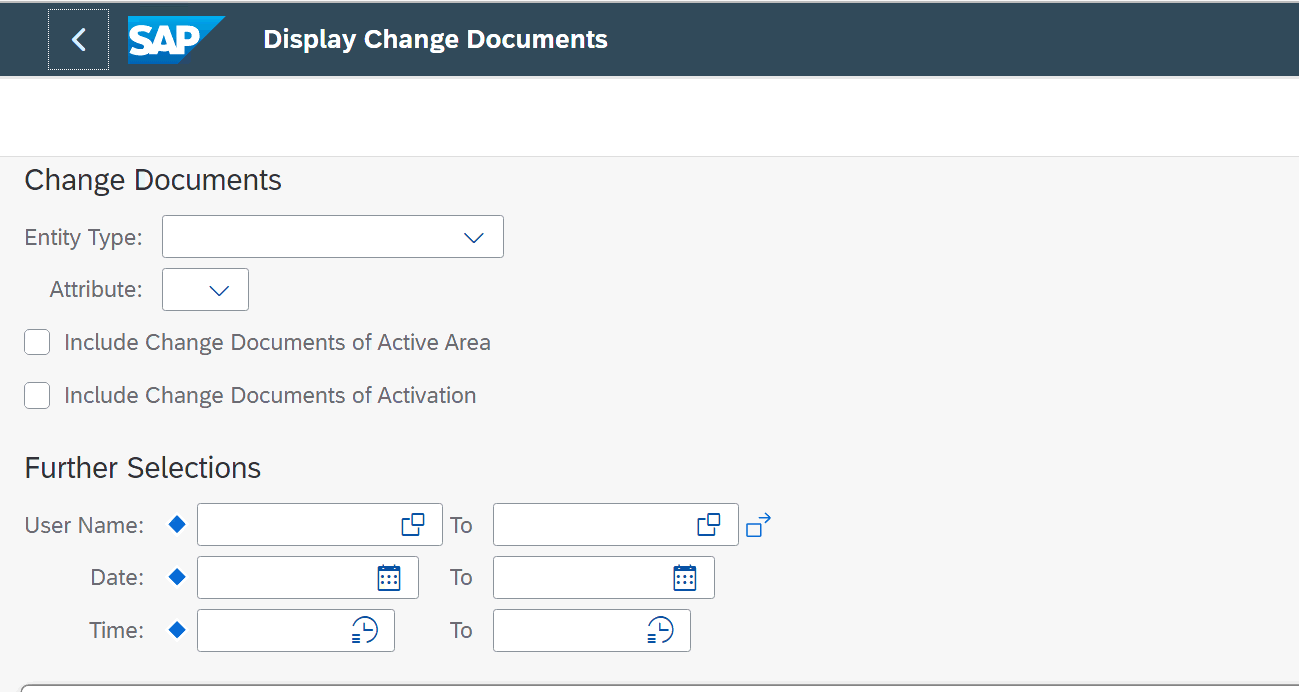 SAP Display Change Documents
Change Documents
Entity Type:
Attribute:
Include Change Documents of Active Area
Include Change Documents of Activation
Further Selections
User Name: To
Date: To
Time: To